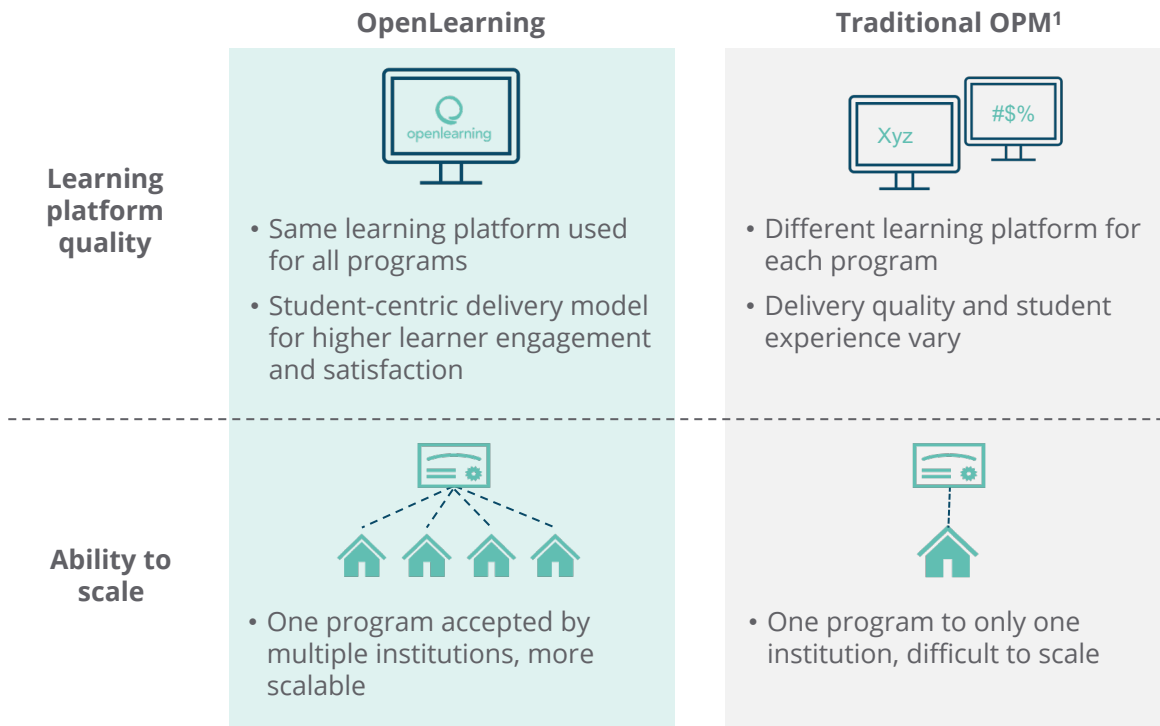 OpenLearning
Traditional OPM¹
Learning
platform
quality
openlearning
Xyz
#$%
• Same learning platform used
for all programs
• Student-centric delivery model
for higher learner engagement
and satisfaction
• Different learning platform for
each program
• Delivery quality and student
experience vary
Ability to
scale
• One program accepted by
multiple institutions, more
scalable
• One program to only one
institution, difficult to scale